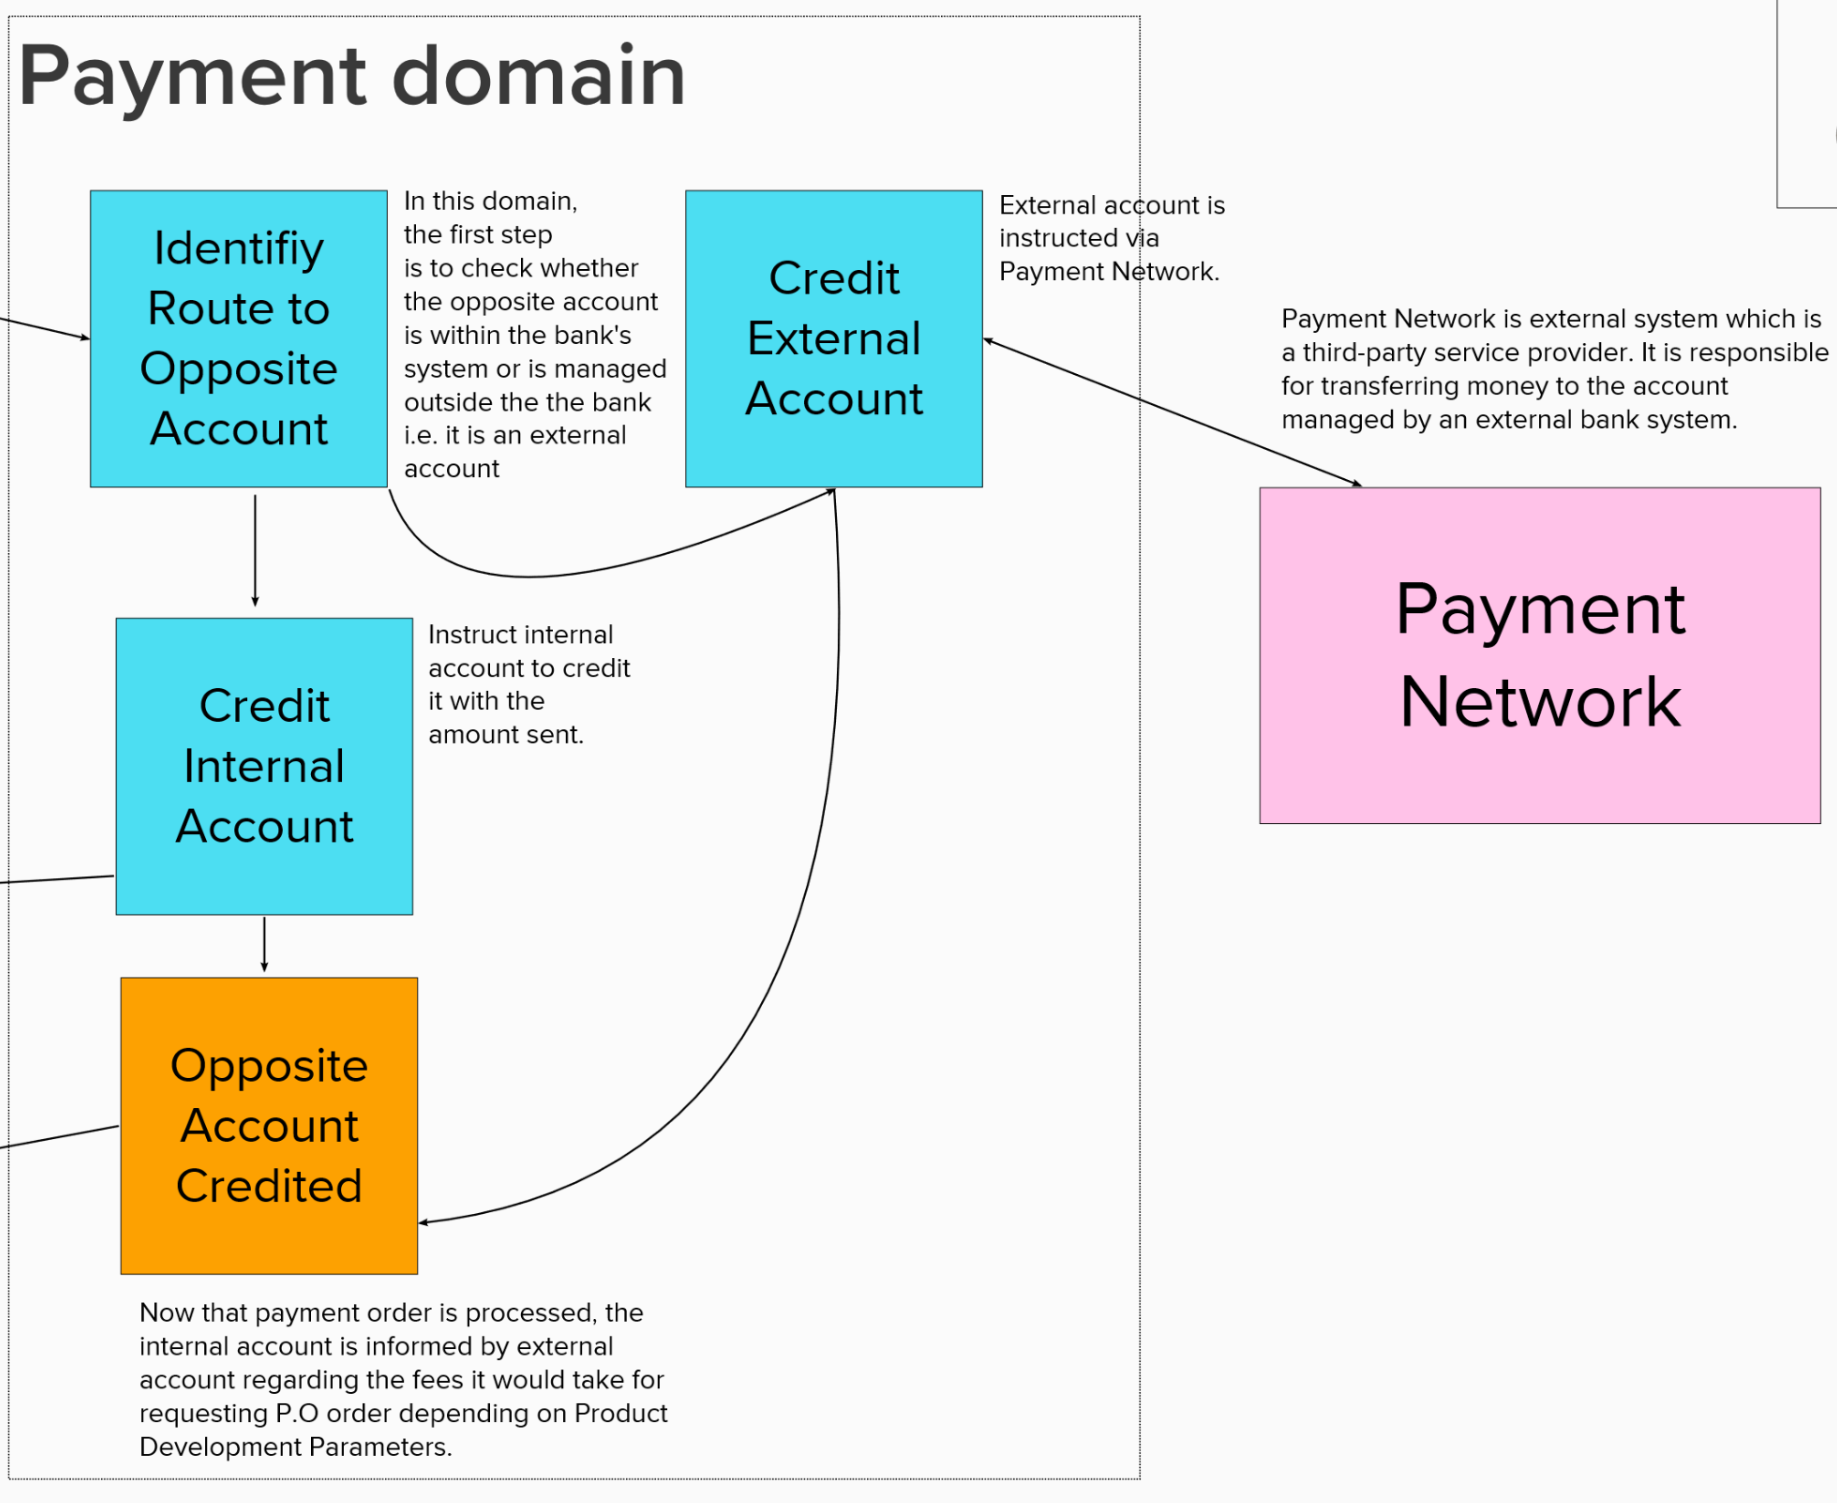 Payment domain
Identifiy
Route to
Opposite
Account
In this domain,
the first step
is to check whether
the opposite account
is within the bank's
system or is managed
outside the the bank
i.e. it is an external
account
Credit
External
Account
External account is
instructed via
Payment Network.
Payment Network is external system which is
a third-party service provider. It is responsible
for transferring money to the account
managed by an external bank system.
Payment
Network
Credit
Internal
Account
Instruct internal
account to credit
it with the
amount sent.
Opposite
Account
Credited
Now that payment order is processed, the
internal account is informed by external
account regarding the fees it would take for
requesting P.O order depending on Product
Development Parameters.